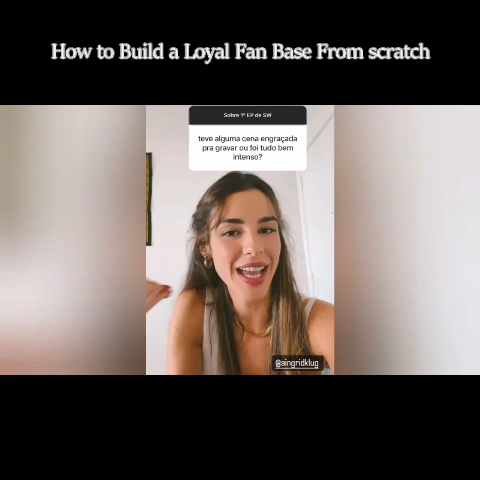 How to Build a Loyal Fan Base From scratch
Sobre 1º EP de SW
teve alguma cena engraçada
pra gravar ou foi tudo bem
intenso?
@aingridklug